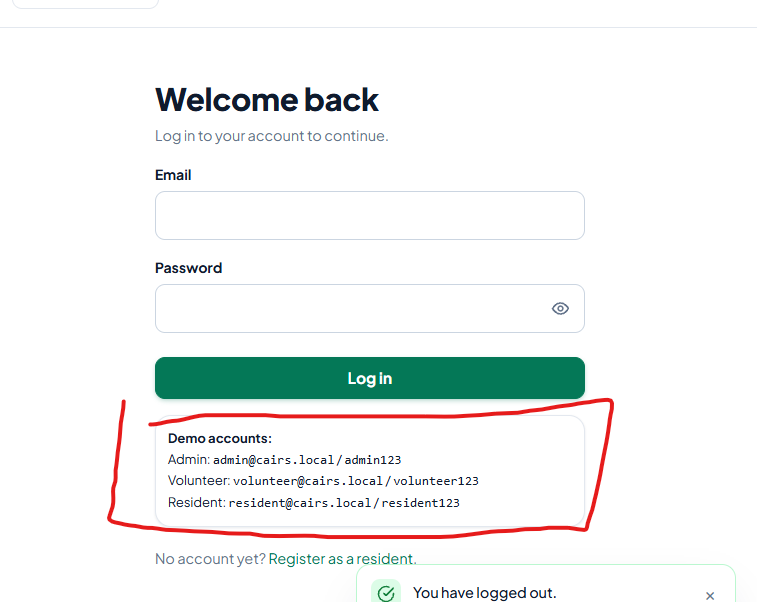 Welcome back
Log in to your account to continue.
Email
Password
Log in
Demo accounts:
Admin: admin@cairs.local/admin123
Volunteer: volunteer@cairs.local/volunteer123
Resident: resident@cairs.local/resident123
No account yet? Register as a resident.
You have logged out.